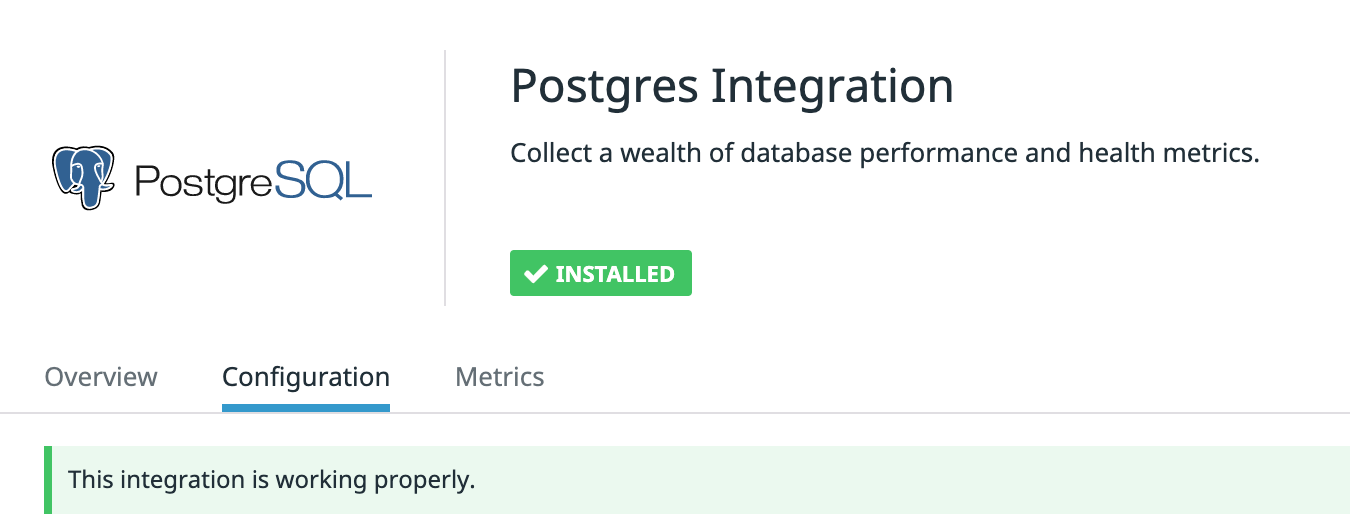 PostgreSQL
Postgres Integration
Collect a wealth of database performance and health metrics.
INSTALLED
Overview Configuration Metrics
This integration is working properly.